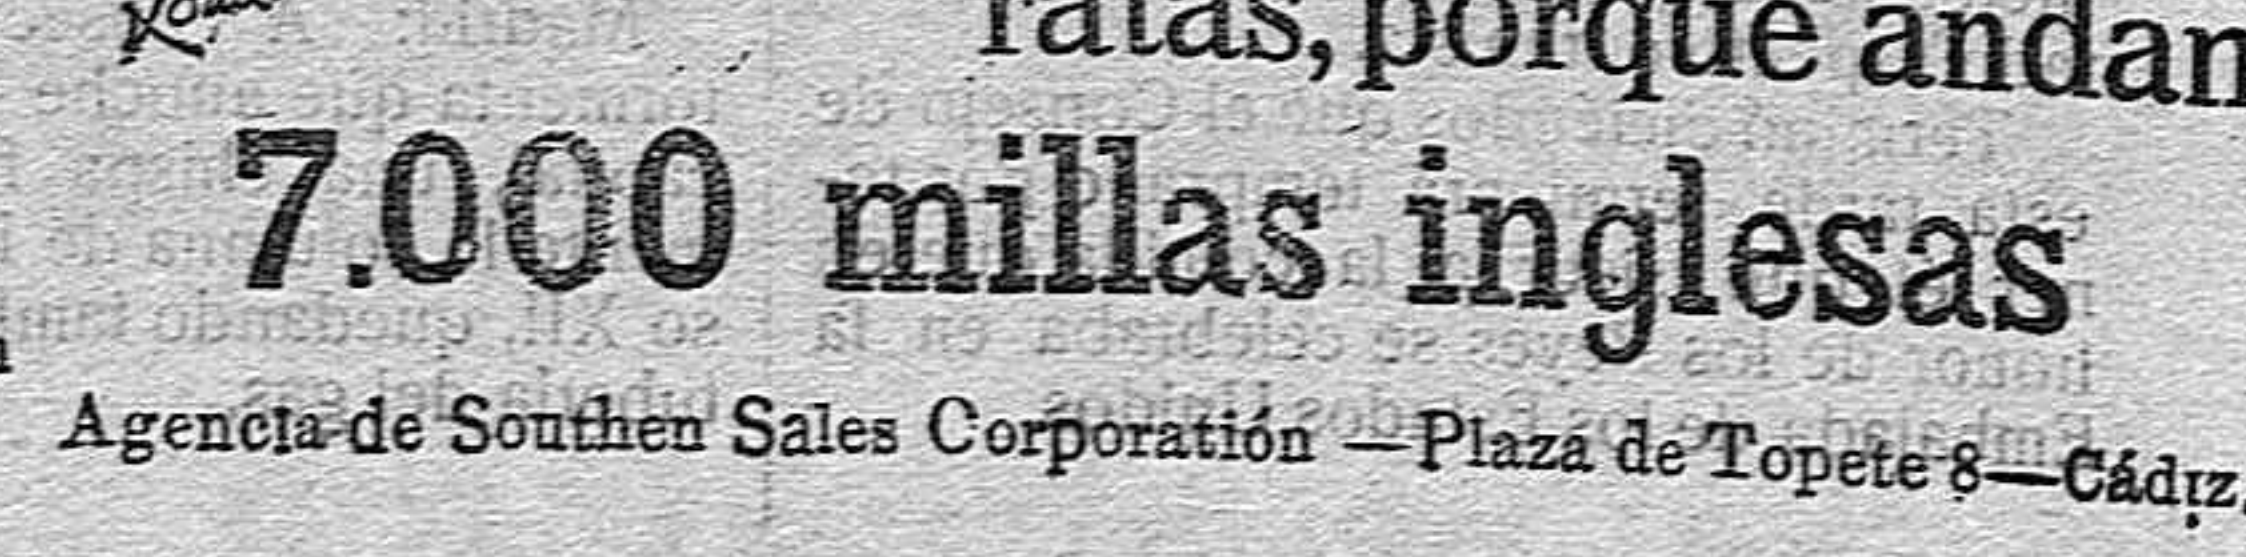 ratas, porque andan
7.000 millas inglesas
Agencia de Southen Sales Corporatión —Plaza de Topete 8—Cádiz.